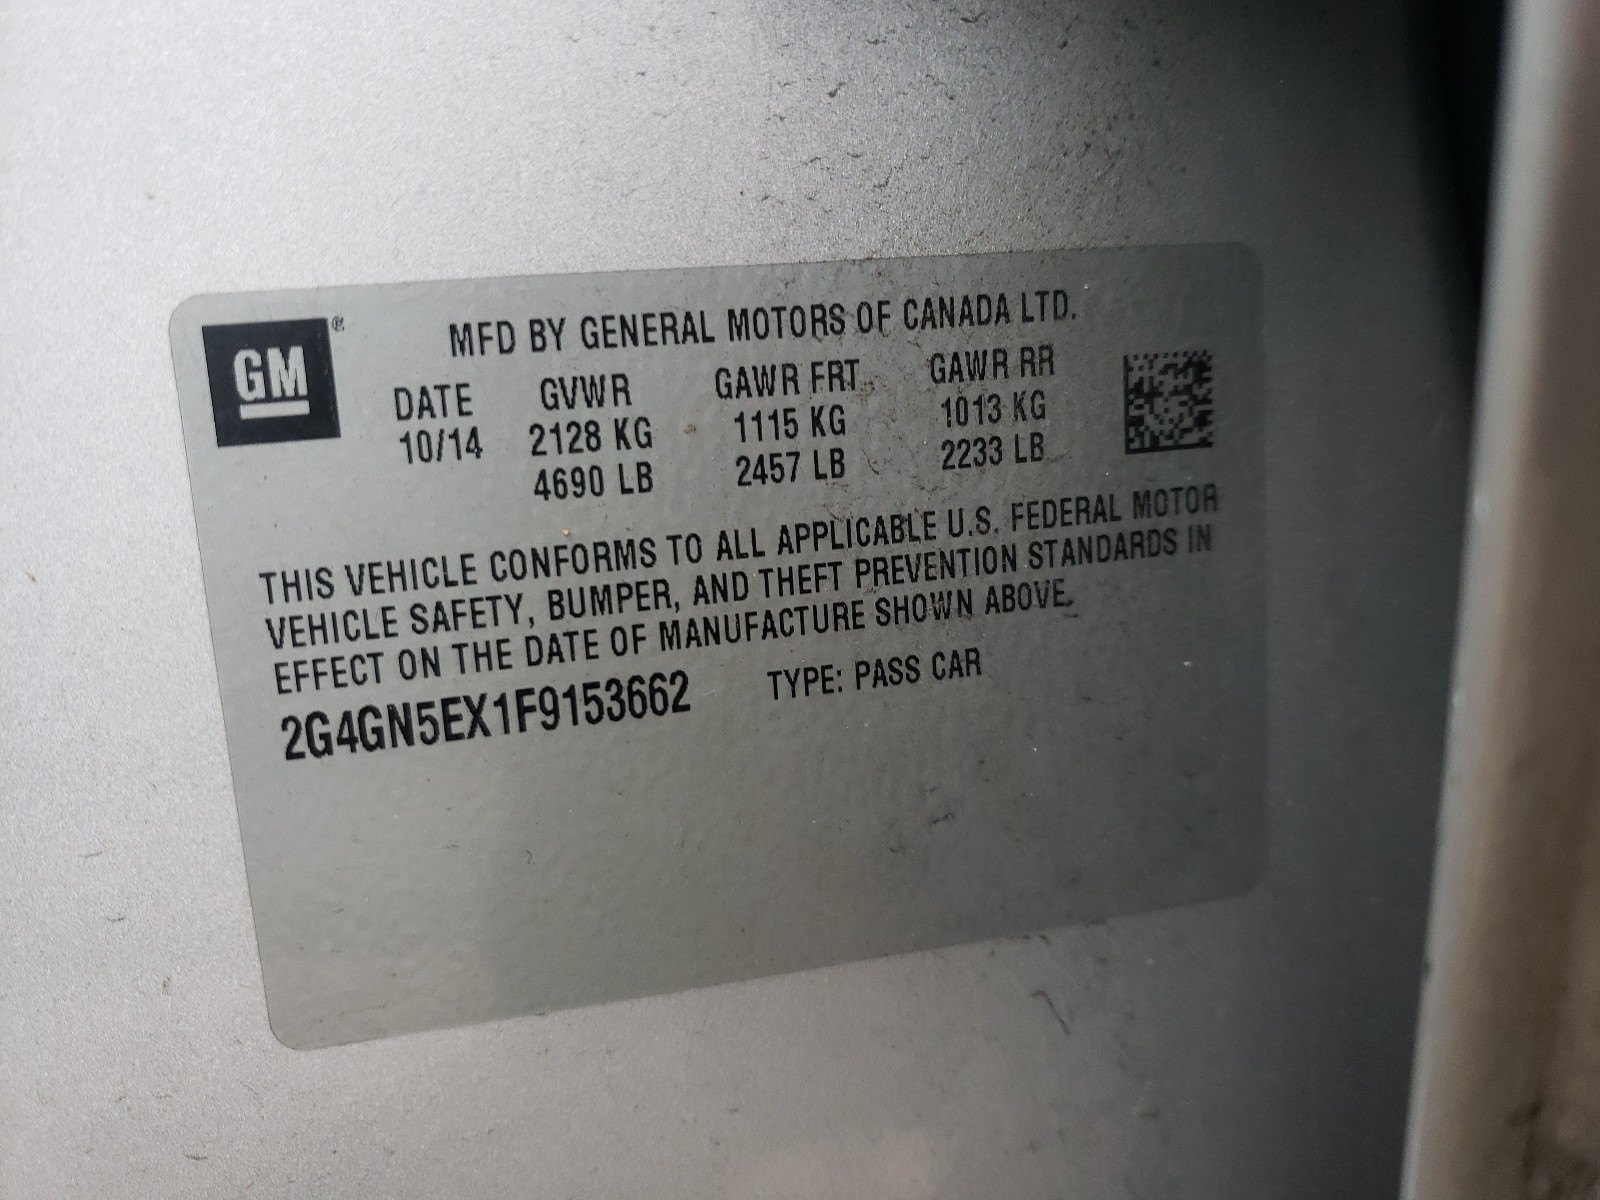 GM®
MFD BY GENERAL MOTORS OF CANADA LTD.
DATE GVWR GAWR FRT GAWR RR
10/14 2128 KG 1115 KG 1013 KG
4690 LB 2457 LB 2233 LB
THIS VEHICLE CONFORMS TO ALL APPLICABLE U.S. FEDERAL MOTOR
VEHICLE SAFETY, BUMPER, AND THEFT PREVENTION STANDARDS IN
EFFECT ON THE DATE OF MANUFACTURE SHOWN ABOVE.
2G4GN5EX1F9153662 TYPE: PASS CAR